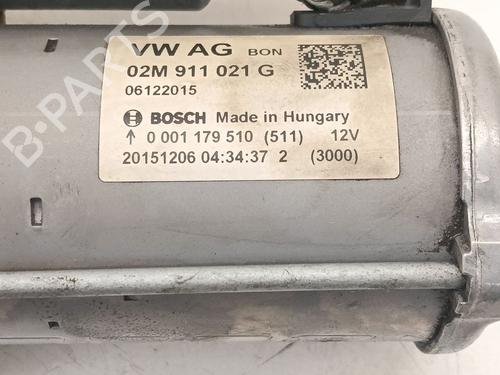 VW AG BON
02M 911 021 G
06122015
BOSCH Made in Hungary
↑ 0 001 179 510 (511) 12V
20151206 04:34:37 2 (3000)
B-PARTS